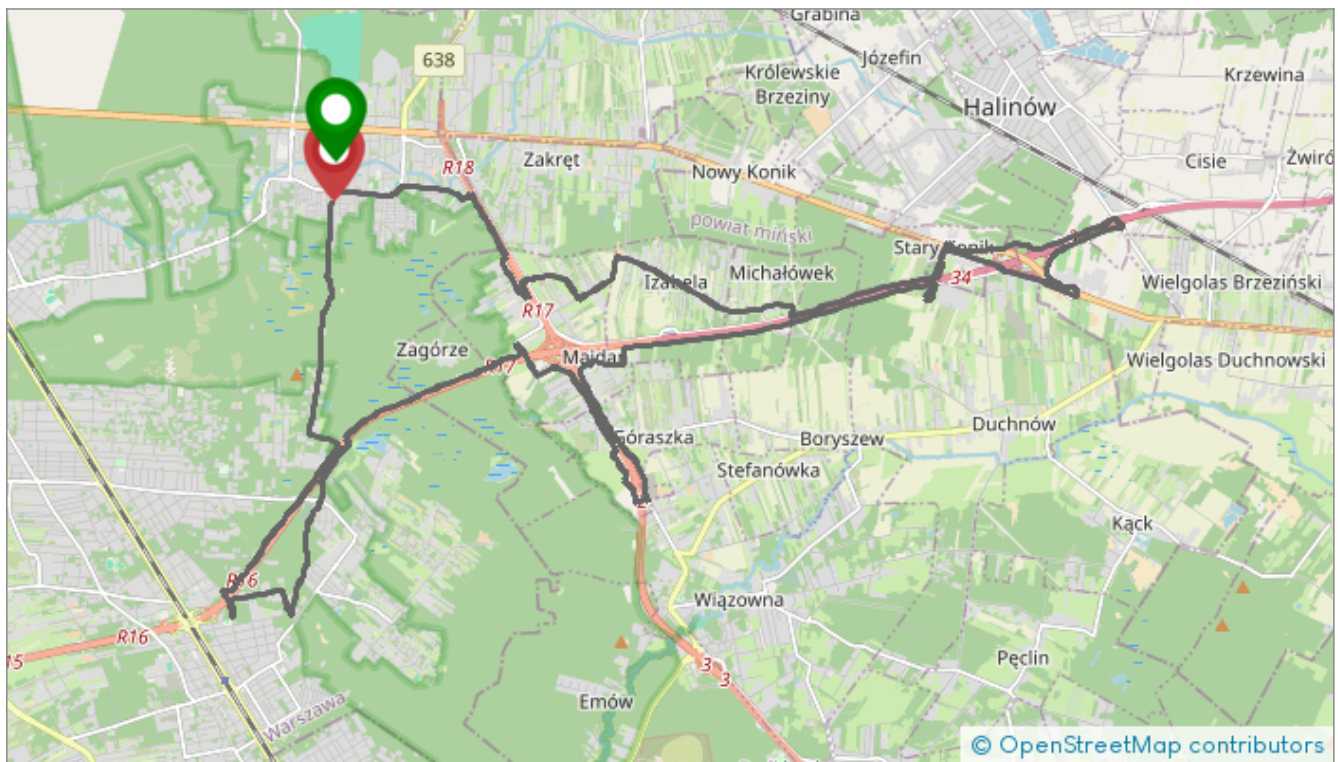 Grabina
638
Józefin
Królewskie
Brzeziny
Krzewina
Halinów
R18
Zakręt
Cisie
Nowy Konik
powiat miński
Stary Konik
Izabela
Michałówek
34
Wielgolas Brzeziński
R17
Zagórze
R17
Majdan
Wielgolas Duchnowski
Góraszka
Boryszew
Duchnów
Stefanówka
Kąck
R16
Wiązowna
R16
15
3
3
Pęclin
Emów
Warszawa
© OpenStreetMap contributors